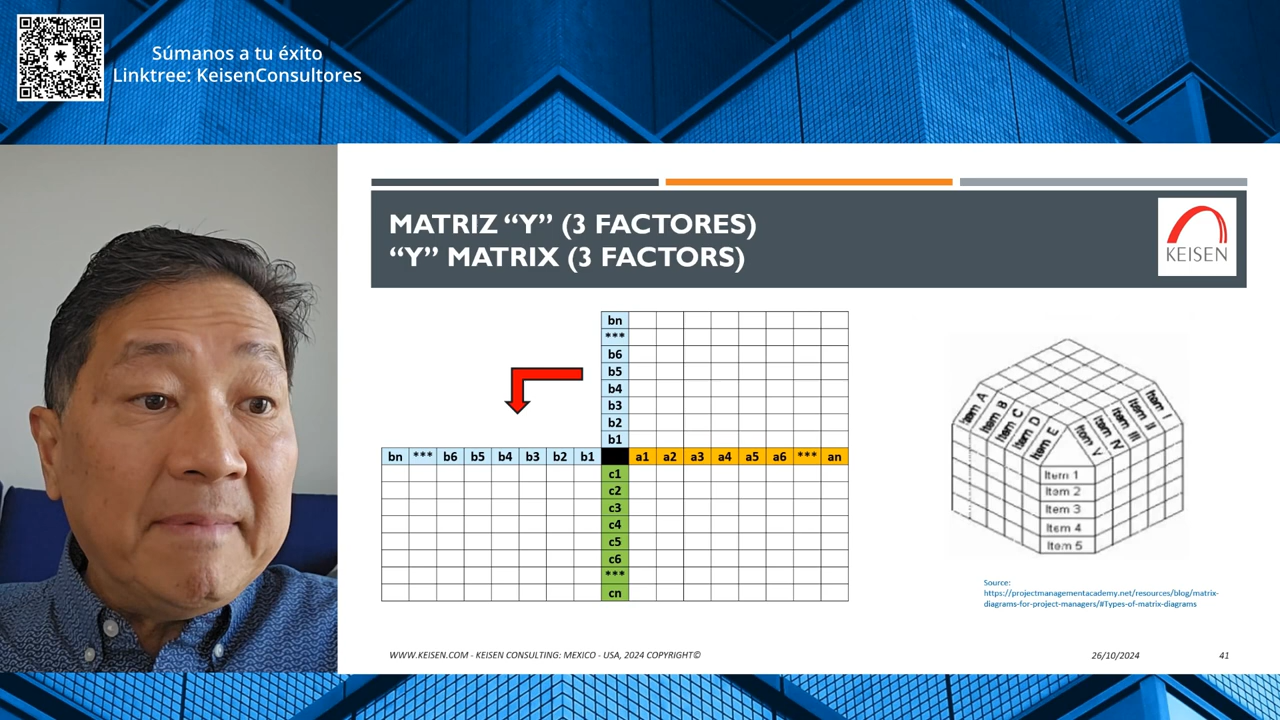 Súmanos a tu éxito
Linktree: KeisenConsultores
MATRIZ “Y” (3 FACTORES)
“Y” MATRIX (3 FACTORS)
KEISEN
bn
***
b6
b5
b4
b3
b2
b1
bn *** b6 b5 b4 b3 b2 b1 a1 a2 a3 a4 a5 a6 *** an
c1
c2
c3
c4
c5
c6
***
cn
Item A
Item B
Item C
Item D
Item E
Item V
Item IV
Item III
Item II
Item I
Item 1
Item 2
Item 3
Item 4
Item 5
Source:
https://projectmanagementacademy.net/resources/blog/matrix-
diagrams-for-project-managers/#Types-of-matrix-diagrams
WWW.KEISEN.COM - KEISEN CONSULTING: MEXICO - USA, 2024 COPYRIGHT©
26/10/2024
41